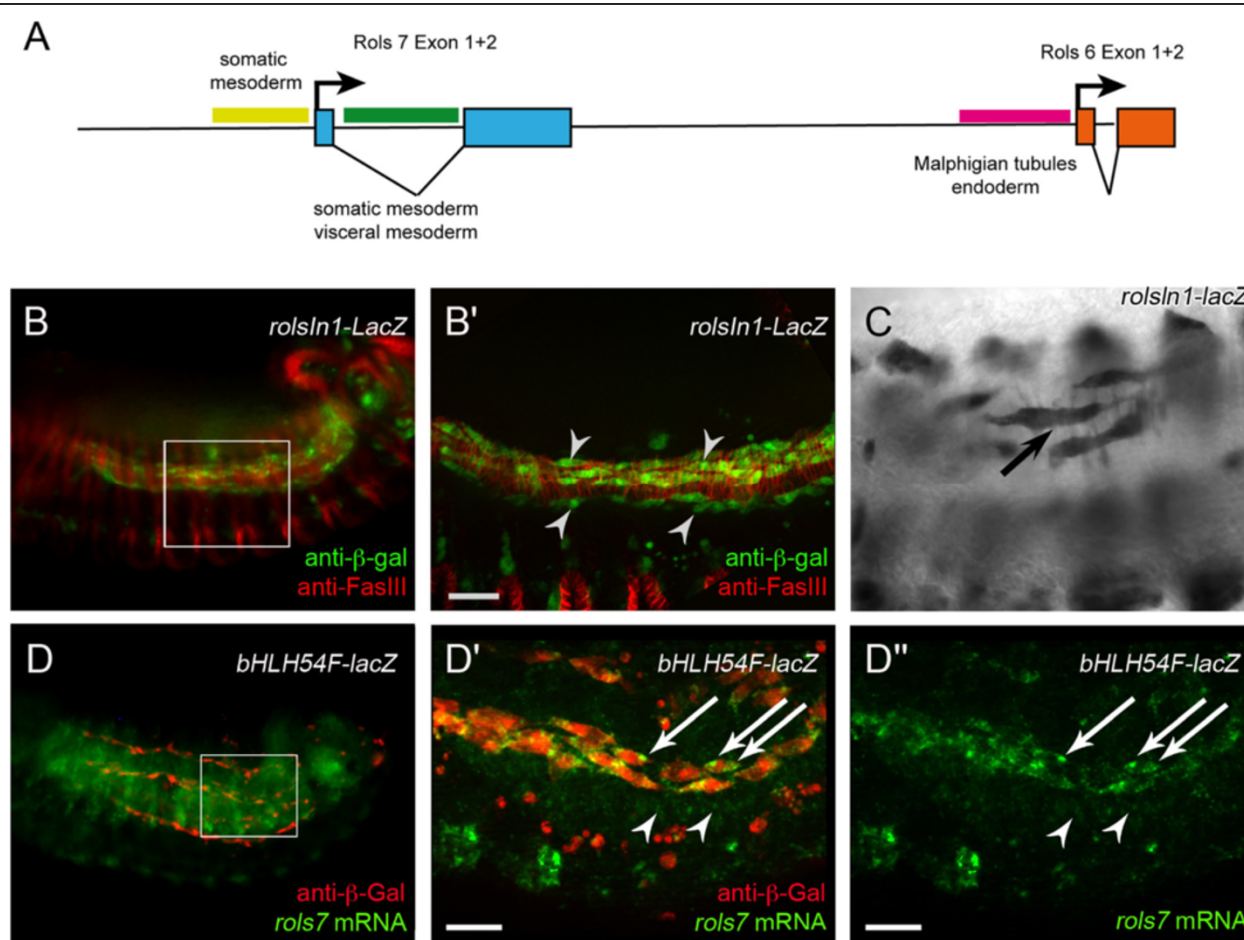 A
somatic
mesoderm
Rols 7 Exon 1+2
Rols 6 Exon 1+2
somatic mesoderm
visceral mesoderm
Malphigian tubules
endoderm
B
rolsIn1-LacZ
anti-β-gal
anti-FasIII
B'
rolsIn1-LacZ
anti-β-gal
anti-FasIII
C
rolsIn1-lacZ
D
bHLH54F-lacZ
anti-β-Gal
rols7 mRNA
D'
bHLH54F-lacZ
anti-β-Gal
rols7 mRNA
D"
bHLH54F-lacZ
rols7 mRNA